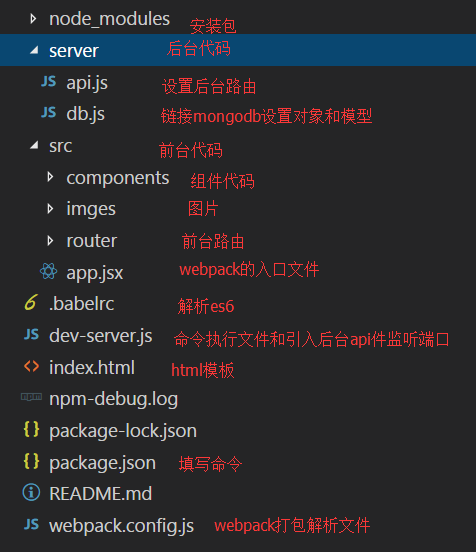 node_modules 安装包
server 后台代码
JS api.js 设置后台路由
JS db.js 链接mongodb设置对象和模型
src 前台代码
components 组件代码
imges 图片
router 前台路由
app.jsx webpack的入口文件
.babelrc 解析es6
JS dev-server.js 命令执行文件和引入后台api件监听端口
<> index.html html模板
npm npm-debug.log
{ } package-lock.json
{ } package.json 填写命令
README.md
JS webpack.config.js webpack打包解析文件